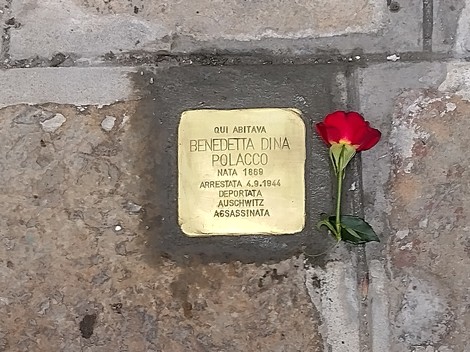 QUI ABITAVA
BENEDETTA DINA
POLACCO
NATA 1869
ARRESTATA 4.9.1944
DEPORTATA
AUSCHWITZ
ASSASSINATA